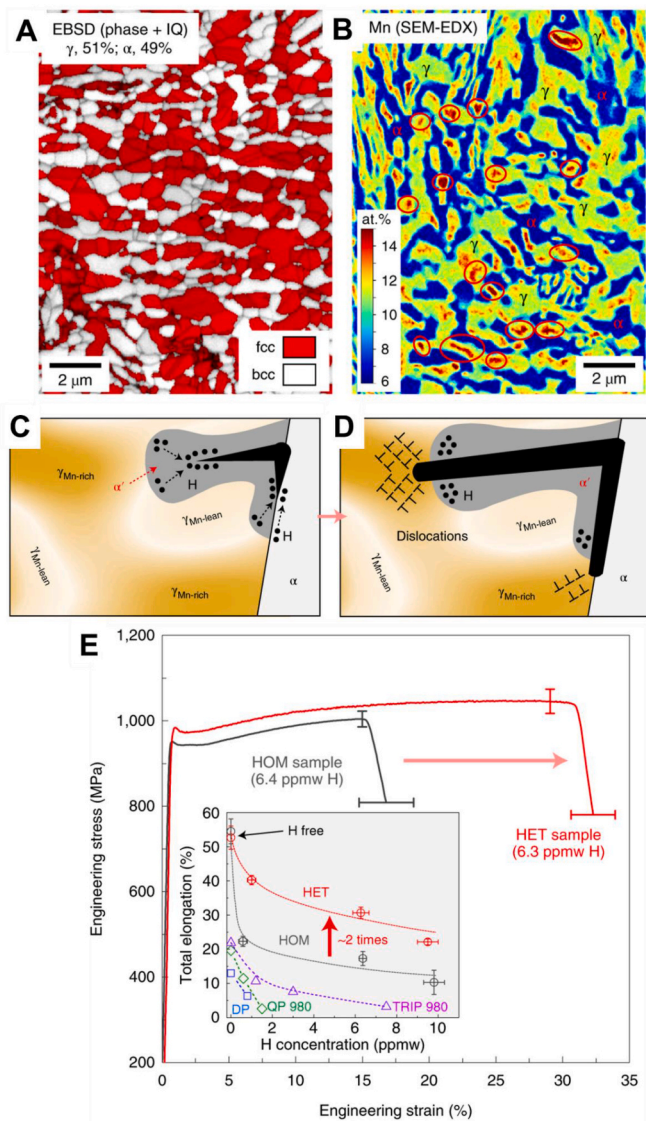 A
EBSD (phase + IQ)
γ, 51%; α, 49%
fcc
bcc
2 μm
B
Mn (SEM-EDX)
γ
γ
α
α
γ
γ
γ
α
γ
γ
α
at.%
14
12
10
8
6
2 μm
C
γMn-rich
α′
H
γMn-lean
H
γMn-lean
γMn-rich
α
D
γMn-rich
H
α′
Dislocations
γMn-lean
γMn-lean
γMn-rich
α
E
1,200
1,000
800
600
400
200
Engineering stress (MPa)
HOM sample
(6.4 ppmw H)
HET sample
(6.3 ppmw H)
60
50
40
30
20
10
0
Total elongation (%)
H free
HET
HOM
~2 times
DP
QP 980
TRIP 980
0 2 4 6 8 10
H concentration (ppmw)
0 5 10 15 20 25 30 35
Engineering strain (%)